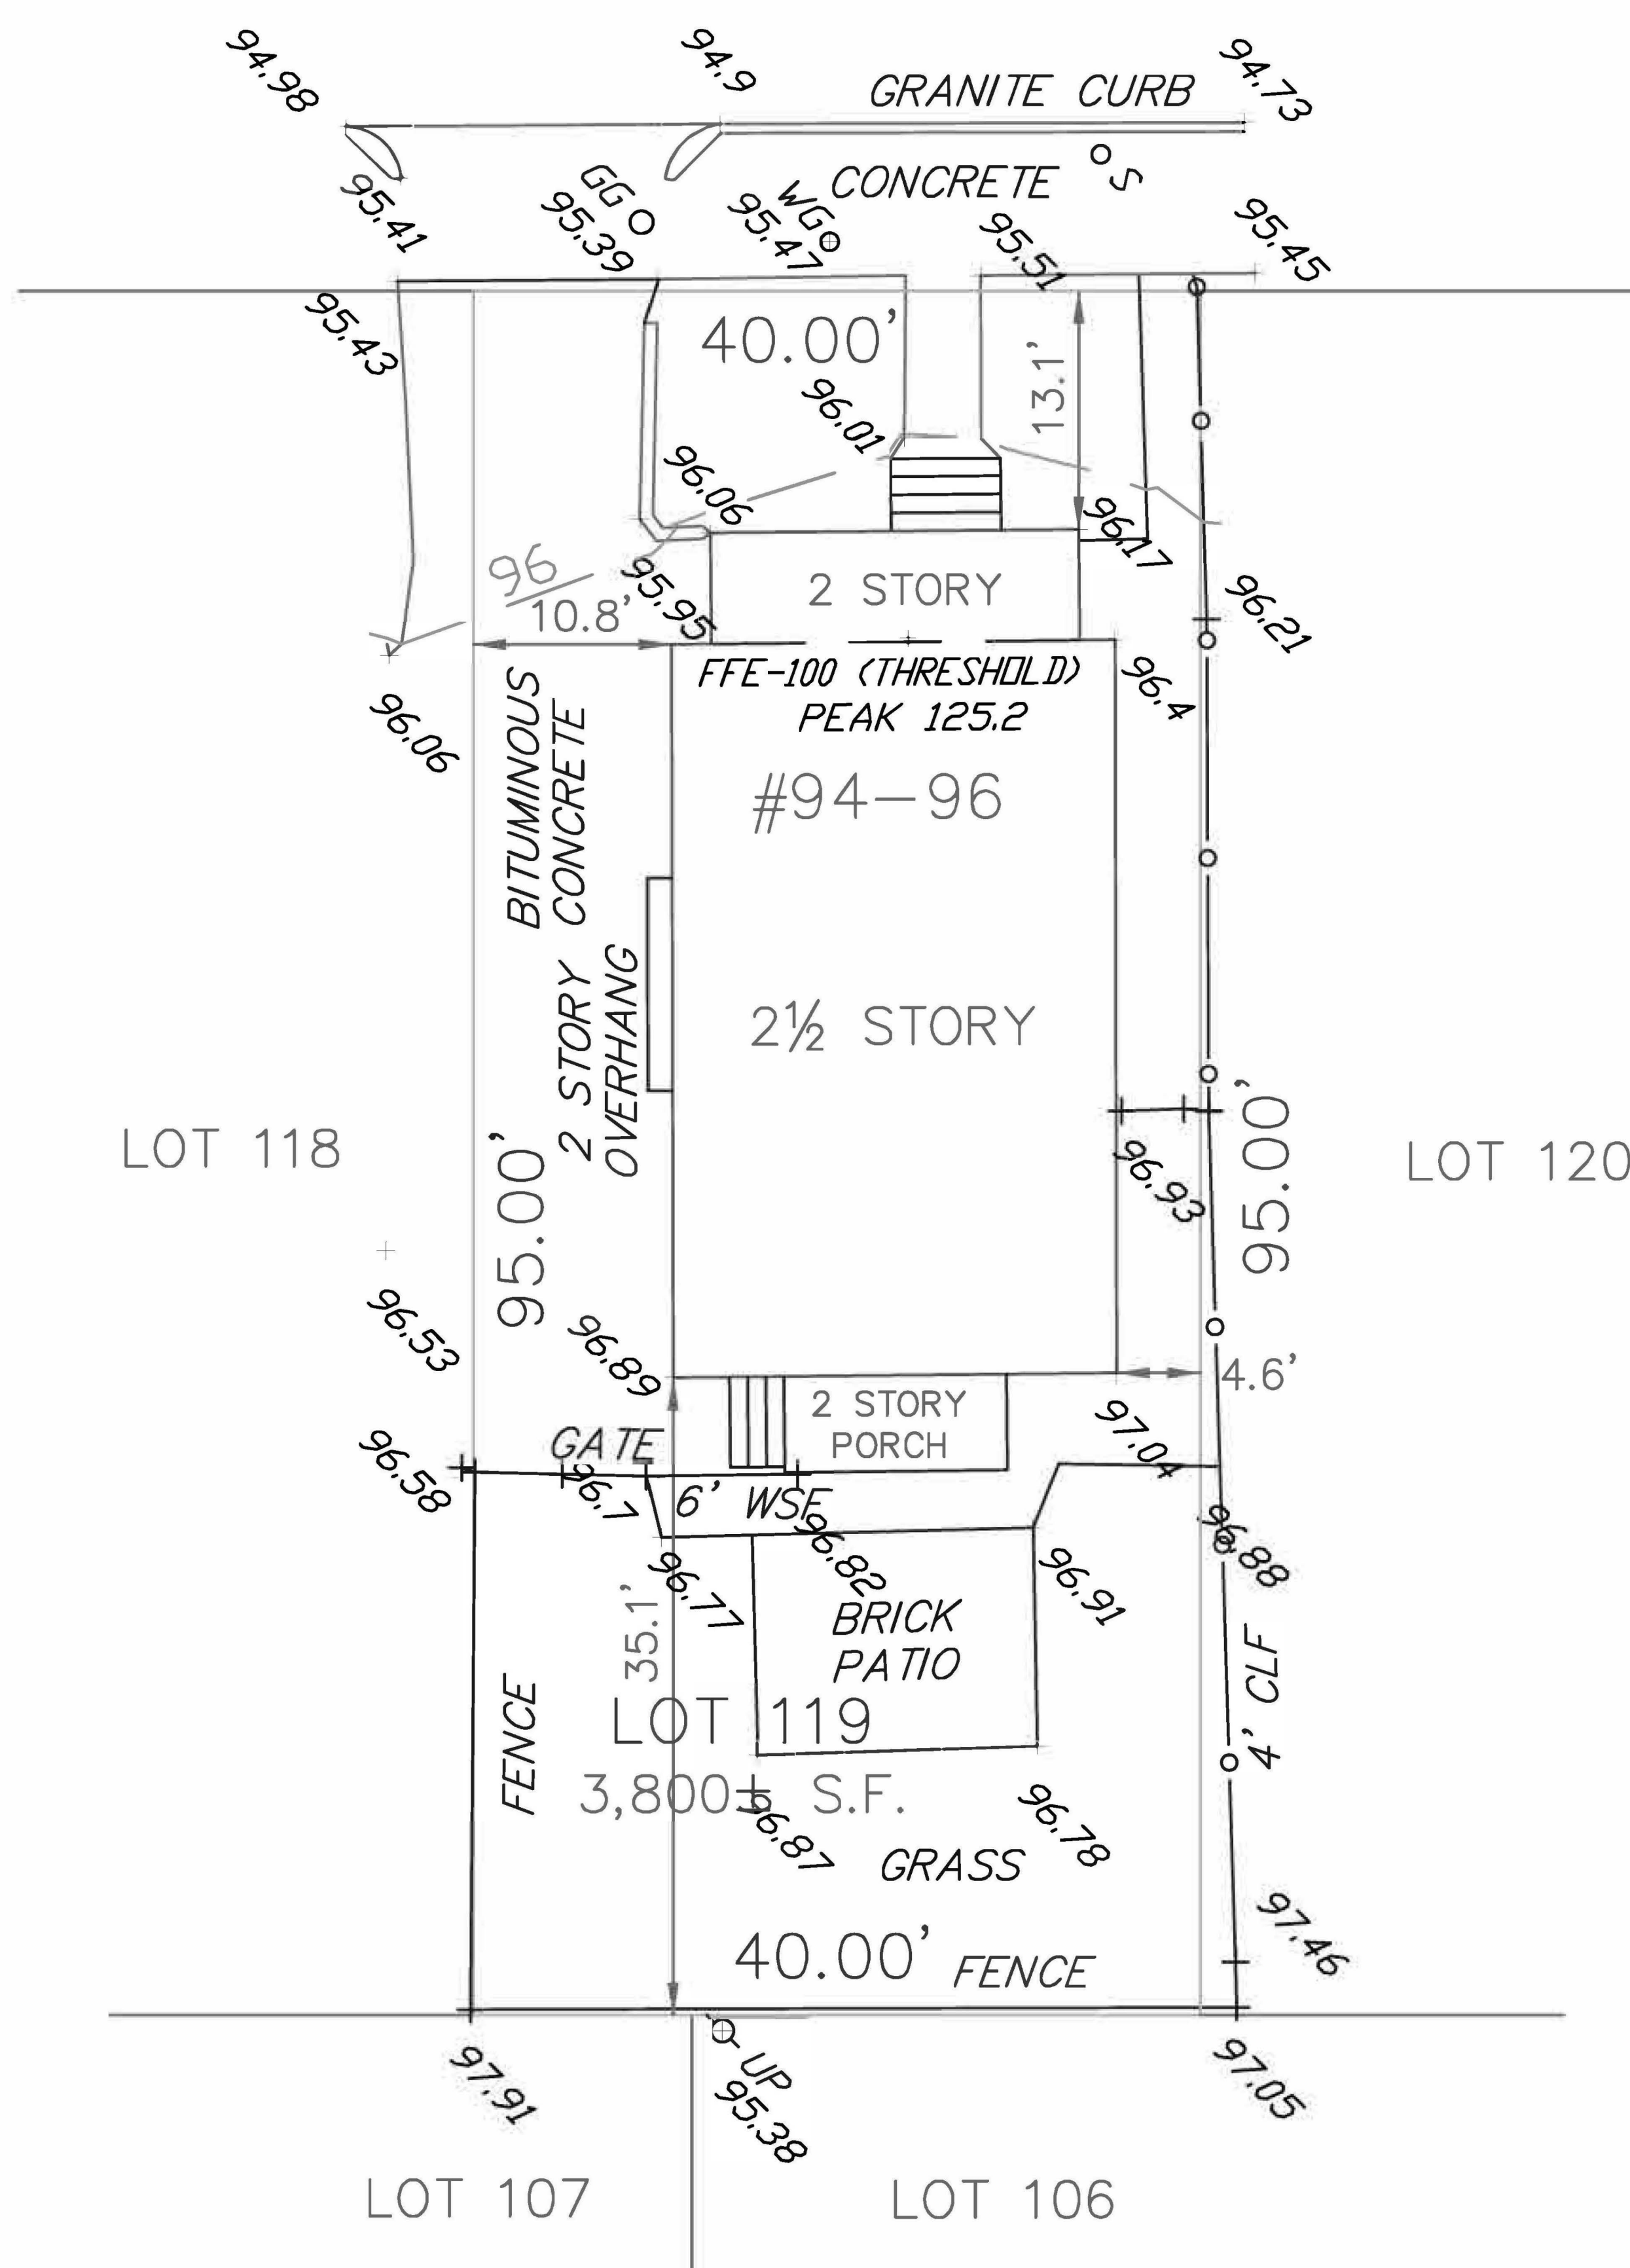 94.98
94.9
94.73
GRANITE CURB
CONCRETE
S
GG
95.39
WG
95.47
95.41
95.51
95.45
95.43
40.00'
13.1'
96.01
96.06
96.17
96
10.8'
95.95
2 STORY
96.21
FFE-100 (THRESHOLD)
PEAK 125.2
96.4
96.06
BITUMINOUS
CONCRETE
#94-96
2 STORY
OVERHANG
2½ STORY
LOT 118
95.00'
95.00'
LOT 120
96.93
96.53
96.89
4.6'
2 STORY
PORCH
97.04
GATE
96.58
96.7
6' WSF
96.82
96.88
96.77
96.91
35.1'
BRICK
PATIO
4' CLF
FENCE
LOT 119
3,800± S.F.
96.87
96.78
GRASS
97.46
40.00'
FENCE
97.91
UP
95.38
97.05
LOT 107
LOT 106